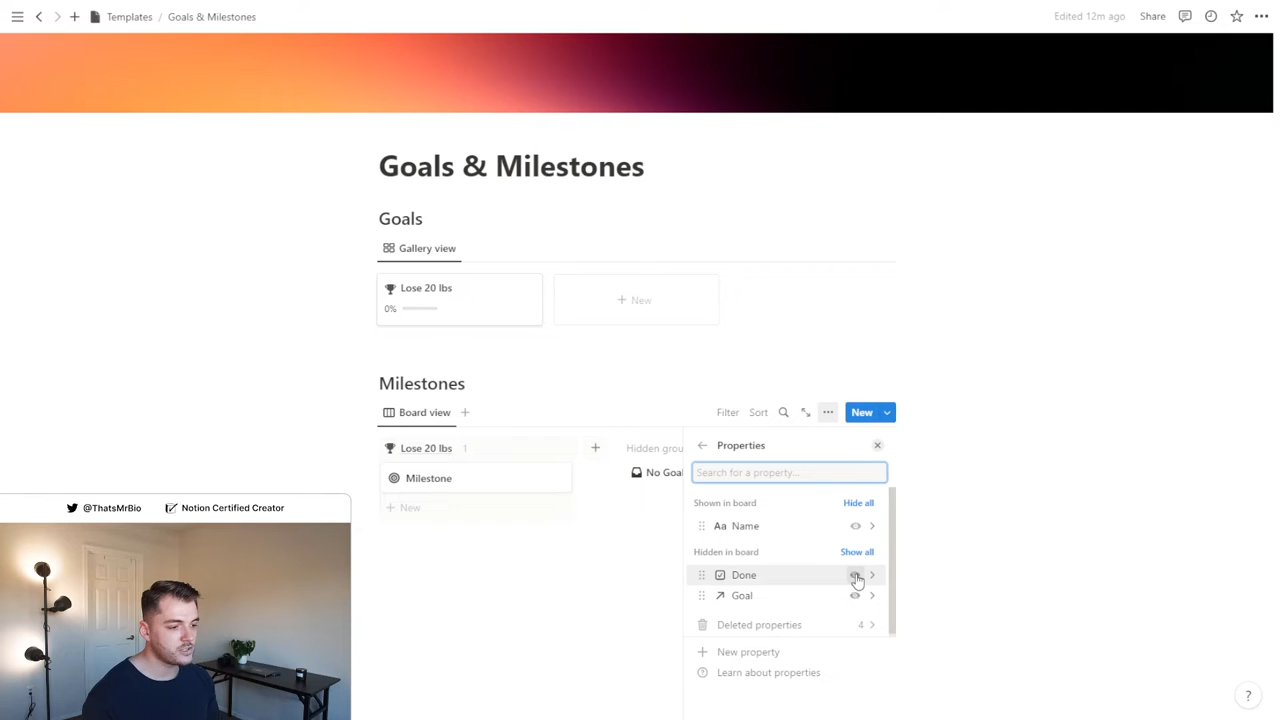 Templates / Goals & Milestones
Edited 12m ago Share
Goals & Milestones
Goals
Gallery view
Lose 20 lbs
0%
+ New
Milestones
Board view +
Filter Sort New
Lose 20 lbs 1 +
Hidden grou
Milestone
No Goal
+ New
Properties
Search for a property...
Shown in board Hide all
Aa Name
Hidden in board Show all
Done
Goal
Deleted properties 4
+ New property
Learn about properties
@ThatsMrBio Notion Certified Creator
?